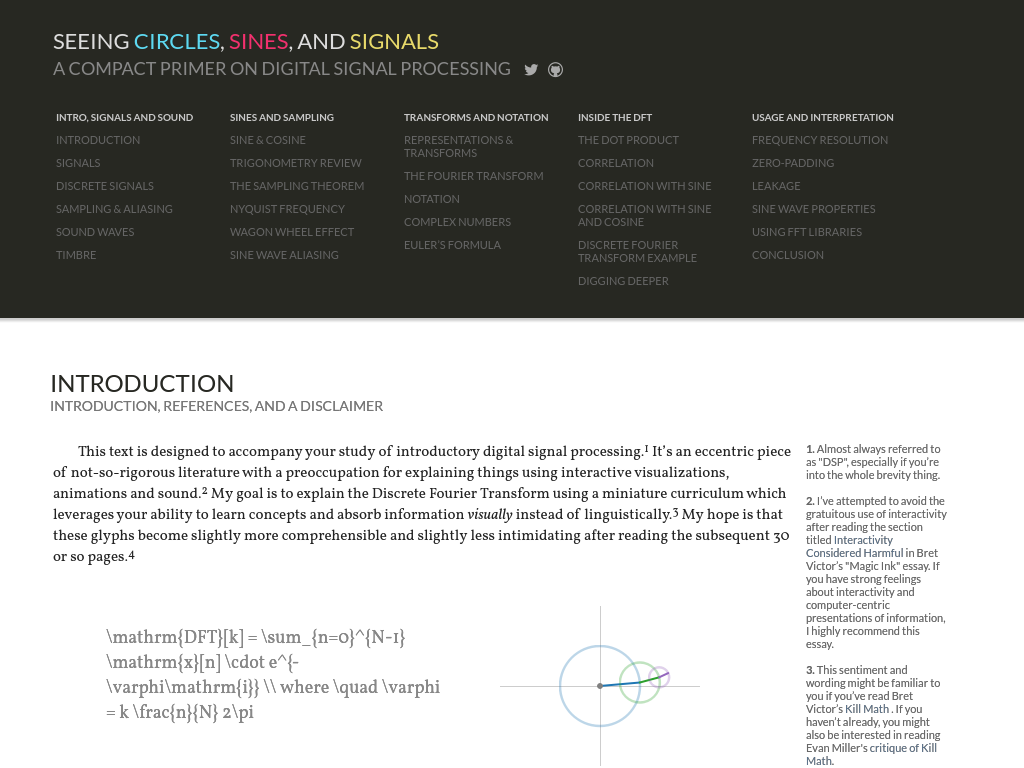 SEEING CIRCLES, SINES, AND SIGNALS
A COMPACT PRIMER ON DIGITAL SIGNAL PROCESSING
INTRO, SIGNALS AND SOUND
INTRODUCTION
SIGNALS
DISCRETE SIGNALS
SAMPLING & ALIASING
SOUND WAVES
TIMBRE
SINES AND SAMPLING
SINE & COSINE
TRIGONOMETRY REVIEW
THE SAMPLING THEOREM
NYQUIST FREQUENCY
WAGON WHEEL EFFECT
SINE WAVE ALIASING
TRANSFORMS AND NOTATION
REPRESENTATIONS &
TRANSFORMS
THE FOURIER TRANSFORM
NOTATION
COMPLEX NUMBERS
EULER'S FORMULA
INSIDE THE DFT
THE DOT PRODUCT
CORRELATION
CORRELATION WITH SINE
CORRELATION WITH SINE
AND COSINE
DISCRETE FOURIER
TRANSFORM EXAMPLE
DIGGING DEEPER
USAGE AND INTERPRETATION
FREQUENCY RESOLUTION
ZERO-PADDING
LEAKAGE
SINE WAVE PROPERTIES
USING FFT LIBRARIES
CONCLUSION
INTRODUCTION
INTRODUCTION, REFERENCES, AND A DISCLAIMER
This text is designed to accompany your study of introductory digital signal processing.1 It's an eccentric piece
of not-so-rigorous literature with a preoccupation for explaining things using interactive visualizations,
animations and sound.2 My goal is to explain the Discrete Fourier Transform using a miniature curriculum which
leverages your ability to learn concepts and absorb information visually instead of linguistically.3 My hope is that
these glyphs become slightly more comprehensible and slightly less intimidating after reading the subsequent 30
or so pages.4
\mathrm{DFT}[k] = \sum_{n=0}^{N-1}
\mathrm{x}[n] \cdot e^{-
\varphi\mathrm{i}} \\ where \quad \varphi
= k \frac{n}{N} 2\pi
1. Almost always referred to
as "DSP", especially if you're
into the whole brevity thing.
2. I've attempted to avoid the
gratuitous use of interactivity
after reading the section
titled Interactivity
Considered Harmful in Bret
Victor's "Magic Ink" essay. If
you have strong feelings
about interactivity and
computer-centric
presentations of information,
I highly recommend this
essay.
3. This sentiment and
wording might be familiar to
you if you've read Bret
Victor's Kill Math . If you
haven't already, you might
also be interested in reading
Evan Miller's critique of Kill
Math.